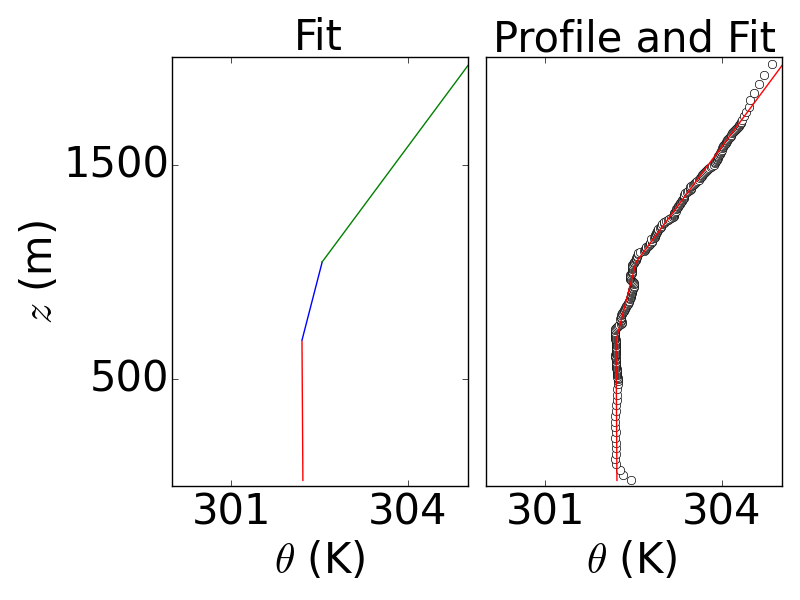 Fit
Profile and Fit
1500
500
z (m)
301
304
301
304
θ (K)
θ (K)